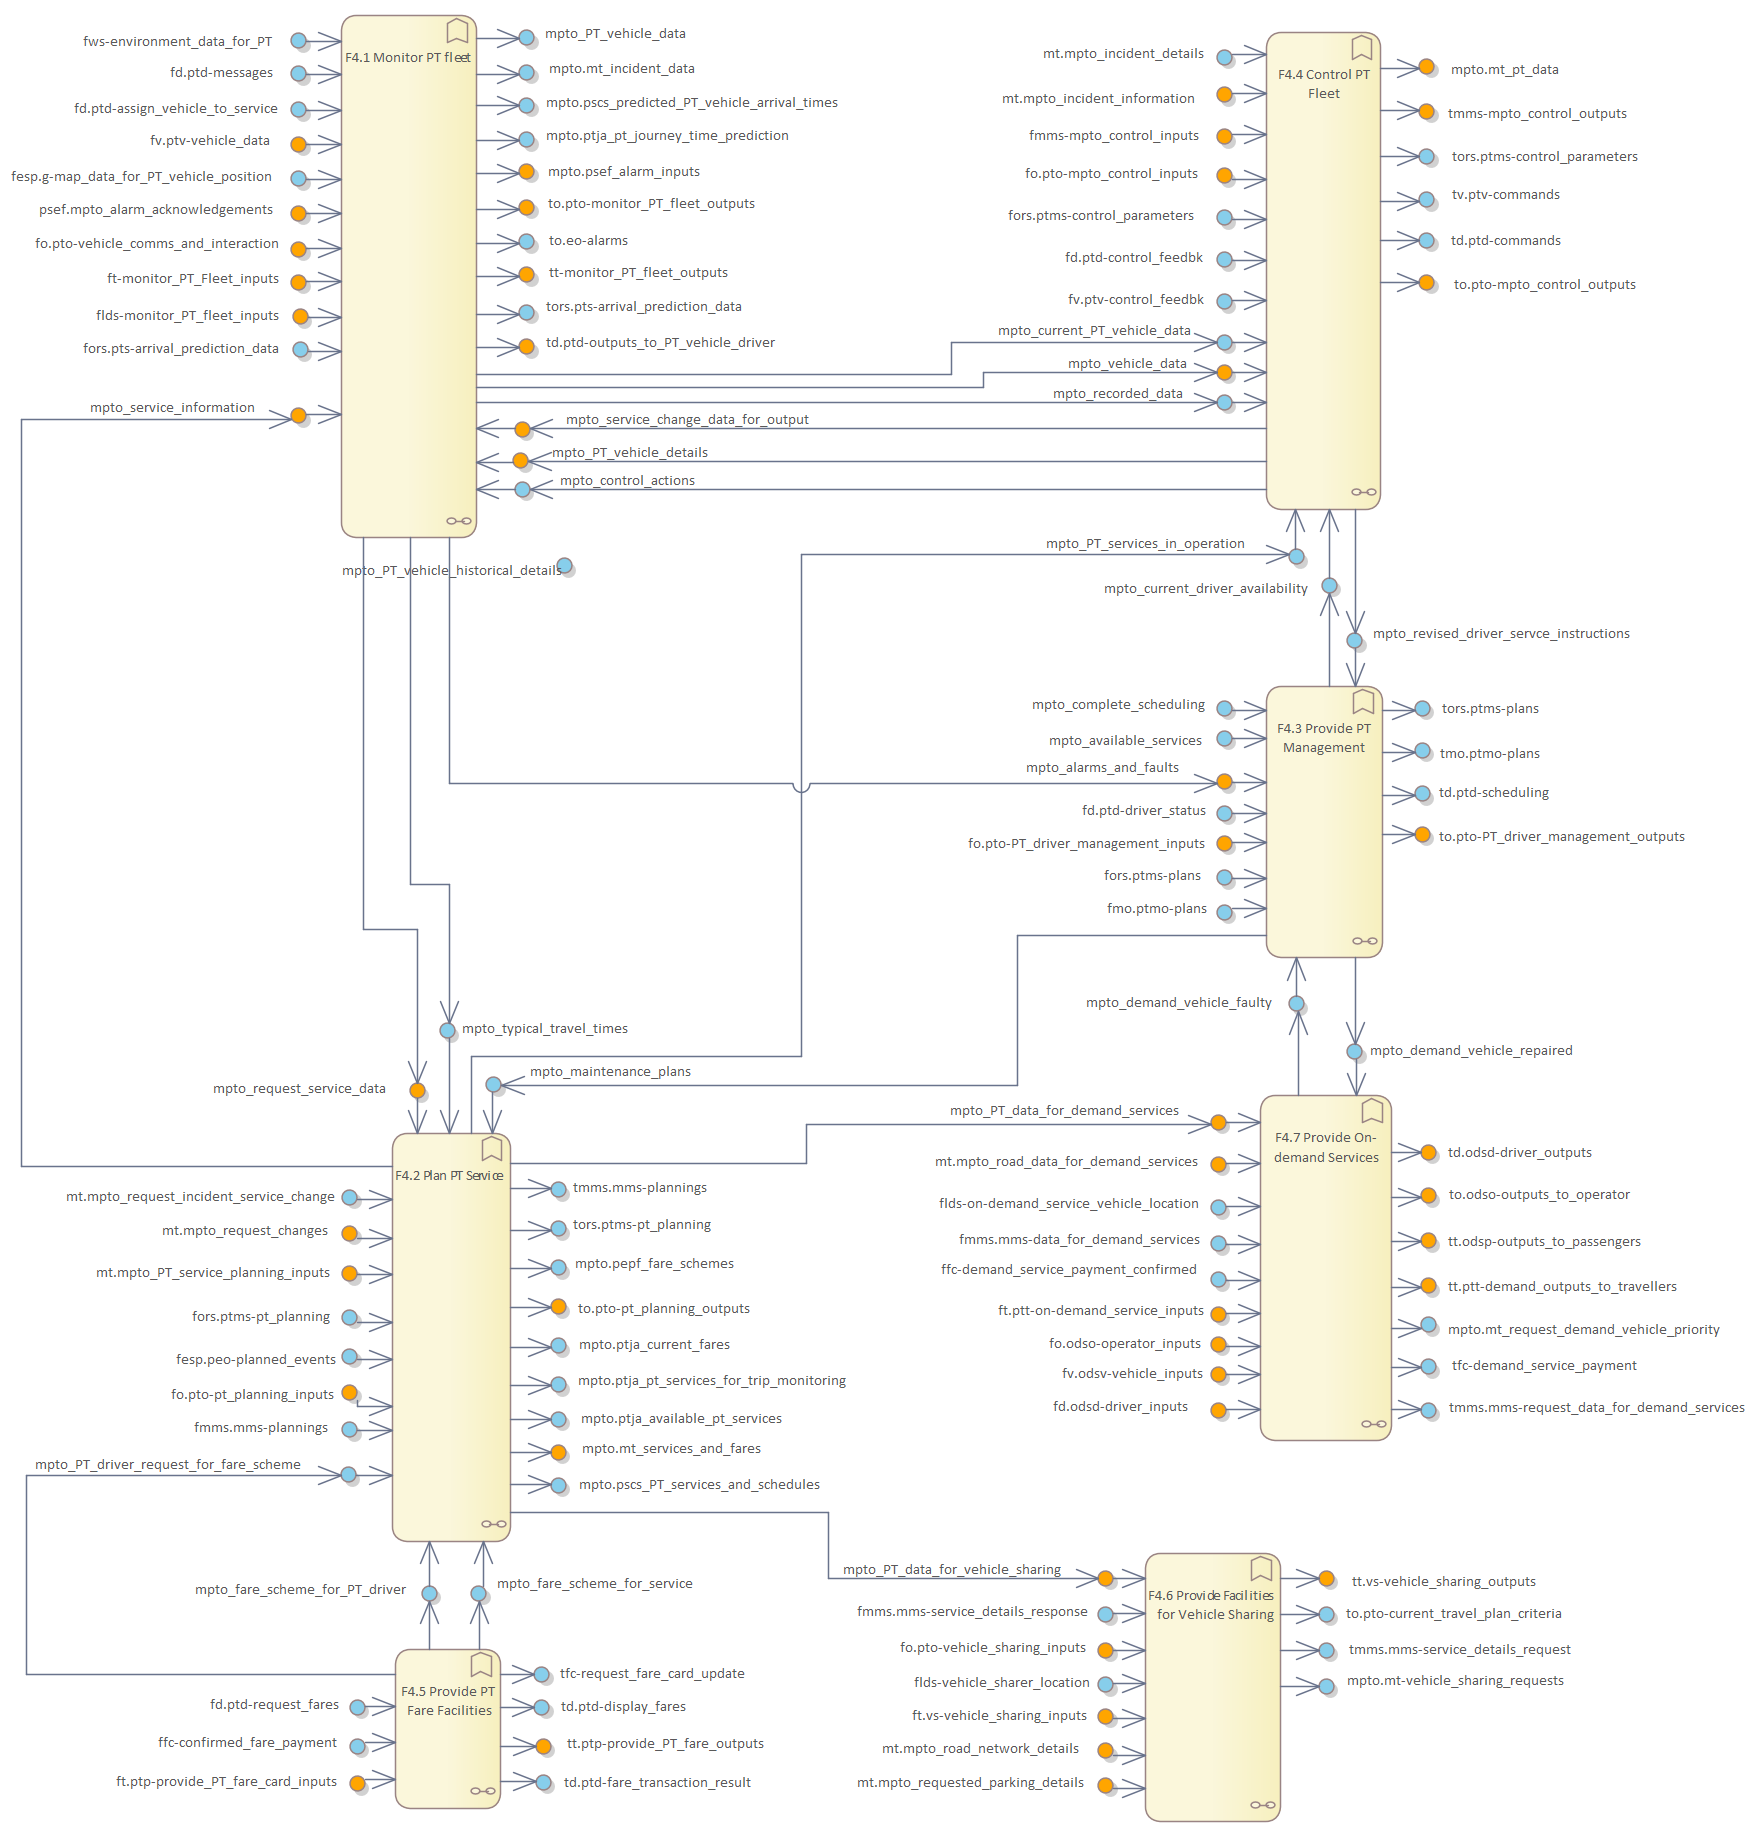 F4.1 Monitor PT fleet
fws-environment_data_for_PT
fd.ptd-messages
fd.ptd-assign_vehicle_to_service
fv.ptv-vehicle_data
fesp.g-map_data_for_PT_vehicle_position
psef.mpto_alarm_acknowledgements
fo.pto-vehicle_comms_and_interaction
ft-monitor_PT_Fleet_inputs
flds-monitor_PT_fleet_inputs
fors.pts-arrival_prediction_data
mpto_service_information
mpto_PT_vehicle_data
mpto.mt_incident_data
mpto.pscs_predicted_PT_vehicle_arrival_times
mpto.ptja_pt_journey_time_prediction
mpto.psef_alarm_inputs
to.pto-monitor_PT_fleet_outputs
to.eo-alarms
tt-monitor_PT_fleet_outputs
tors.pts-arrival_prediction_data
td.ptd-outputs_to_PT_vehicle_driver
F4.4 Control PT
Fleet
mt.mpto_incident_details
mt.mpto_incident_information
fmms-mpto_control_inputs
fo.pto-mpto_control_inputs
fors.ptms-control_parameters
fd.ptd-control_feedbk
fv.ptv-control_feedbk
mpto_current_PT_vehicle_data
mpto_vehicle_data
mpto_recorded_data
mpto_service_change_data_for_output
mpto_PT_vehicle_details
mpto_control_actions
mpto.mt_pt_data
tmms-mpto_control_outputs
tors.ptms-control_parameters
tv.ptv-commands
td.ptd-commands
to.pto-mpto_control_outputs
mpto_PT_vehicle_historical_details
mpto_PT_services_in_operation
mpto_current_driver_availability
mpto_revised_driver_servce_instructions
F4.3 Provide PT
Management
mpto_complete_scheduling
mpto_available_services
mpto_alarms_and_faults
fd.ptd-driver_status
fo.pto-PT_driver_management_inputs
fors.ptms-plans
fmo.ptmo-plans
tors.ptms-plans
tmo.ptmo-plans
td.ptd-scheduling
to.pto-PT_driver_management_outputs
mpto_demand_vehicle_faulty
mpto_demand_vehicle_repaired
mpto_typical_travel_times
mpto_request_service_data
mpto_maintenance_plans
F4.2 Plan PT Service
mt.mpto_request_incident_service_change
mt.mpto_request_changes
mt.mpto_PT_service_planning_inputs
fors.ptms-pt_planning
fesp.peo-planned_events
fo.pto-pt_planning_inputs
fmms.mms-plannings
mpto_PT_driver_request_for_fare_scheme
tmms.mms-plannings
tors.ptms-pt_planning
mpto.pepf_fare_schemes
to.pto-pt_planning_outputs
mpto.ptja_current_fares
mpto.ptja_pt_services_for_trip_monitoring
mpto.ptja_available_pt_services
mpto.mt_services_and_fares
mpto.pscs_PT_services_and_schedules
F4.7 Provide On-
demand Services
mpto_PT_data_for_demand_services
mt.mpto_road_data_for_demand_services
flds-on-demand_service_vehicle_location
fmms.mms-data_for_demand_services
ffc-demand_service_payment_confirmed
ft.ptt-on-demand_service_inputs
fo.odso-operator_inputs
fv.odsv-vehicle_inputs
fd.odsd-driver_inputs
td.odsd-driver_outputs
to.odso-outputs_to_operator
tt.odsp-outputs_to_passengers
tt.ptt-demand_outputs_to_travellers
mpto.mt_request_demand_vehicle_priority
tfc-demand_service_payment
tmms.mms-request_data_for_demand_services
mpto_fare_scheme_for_PT_driver
mpto_fare_scheme_for_service
F4.5 Provide PT
Fare Facilities
fd.ptd-request_fares
ffc-confirmed_fare_payment
ft.ptp-provide_PT_fare_card_inputs
tfc-request_fare_card_update
td.ptd-display_fares
tt.ptp-provide_PT_fare_outputs
td.ptd-fare_transaction_result
F4.6 Provide Facilities
for Vehicle Sharing
mpto_PT_data_for_vehicle_sharing
fmms.mms-service_details_response
fo.pto-vehicle_sharing_inputs
flds-vehicle_sharer_location
ft.vs-vehicle_sharing_inputs
mt.mpto_road_network_details
mt.mpto_requested_parking_details
tt.vs-vehicle_sharing_outputs
to.pto-current_travel_plan_criteria
tmms.mms-service_details_request
mpto.mt-vehicle_sharing_requests